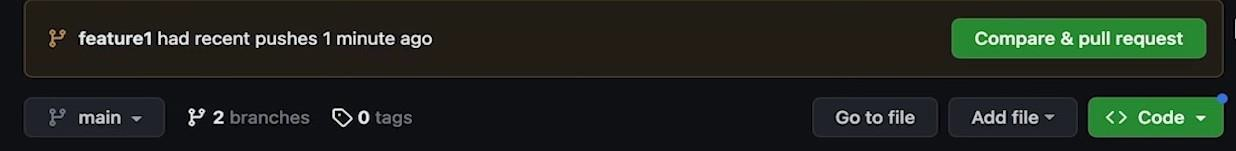 feature1 had recent pushes 1 minute ago Compare & pull request
main 2 branches 0 tags Go to file Add file <> Code